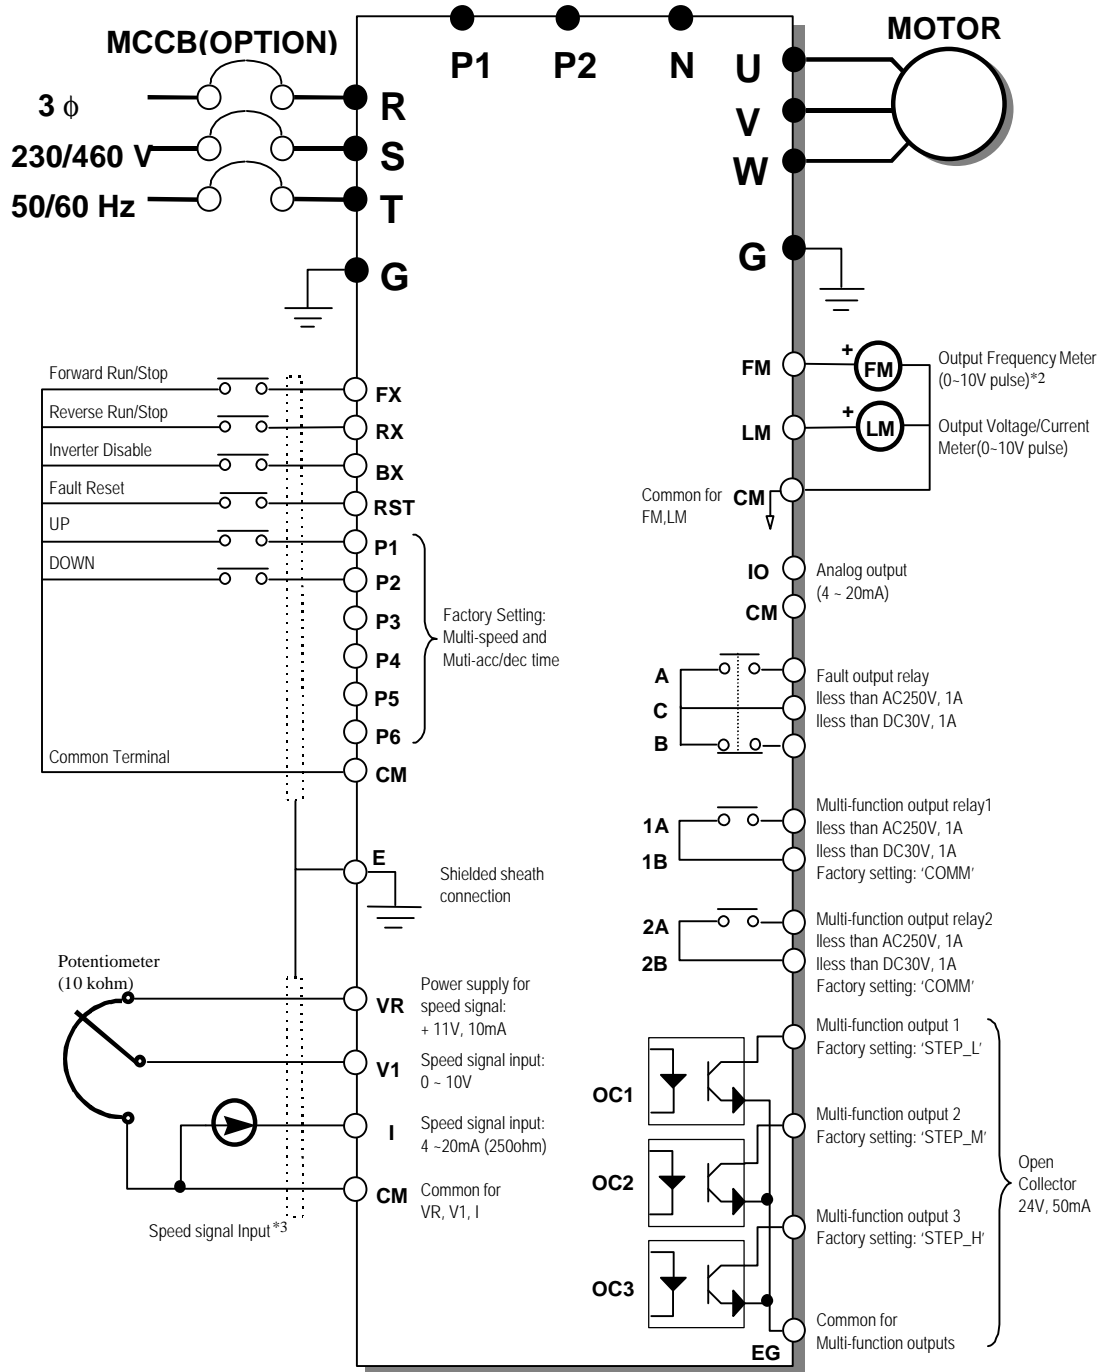 MCCB(OPTION)
3 ϕ
230/460 V
50/60 Hz
R
S
T
G
P1
P2
N
U
V
W
G
MOTOR
Forward Run/Stop
Reverse Run/Stop
Inverter Disable
Fault Reset
UP
DOWN
Common Terminal
FX
RX
BX
RST
P1
P2
P3
P4
P5
P6
CM
Factory Setting:
Multi-speed and
Muti-acc/dec time
E
Shielded sheath
connection
Potentiometer
(10 kohm)
VR
Power supply for
speed signal:
+ 11V, 10mA
V1
Speed signal input:
0 ~ 10V
I
Speed signal input:
4 ~20mA (250ohm)
CM
Common for
VR, V1, I
Speed signal Input*3
FM
+
FM
Output Frequency Meter
(0~10V pulse)*2
LM
+
LM
Output Voltage/Current
Meter(0~10V pulse)
Common for
FM,LM
CM
IO
CM
Analog output
(4 ~ 20mA)
A
C
B
Fault output relay
lless than AC250V, 1A
lless than DC30V, 1A
1A
1B
Multi-function output relay1
lless than AC250V, 1A
lless than DC30V, 1A
Factory setting: ‘COMM’
2A
2B
Multi-function output relay2
lless than AC250V, 1A
lless than DC30V, 1A
Factory setting: ‘COMM’
OC1
Multi-function output 1
Factory setting: ‘STEP_L’
OC2
Multi-function output 2
Factory setting: ‘STEP_M’
OC3
Multi-function output 3
Factory setting: ‘STEP_H’
Open
Collector
24V, 50mA
EG
Common for
Multi-function outputs